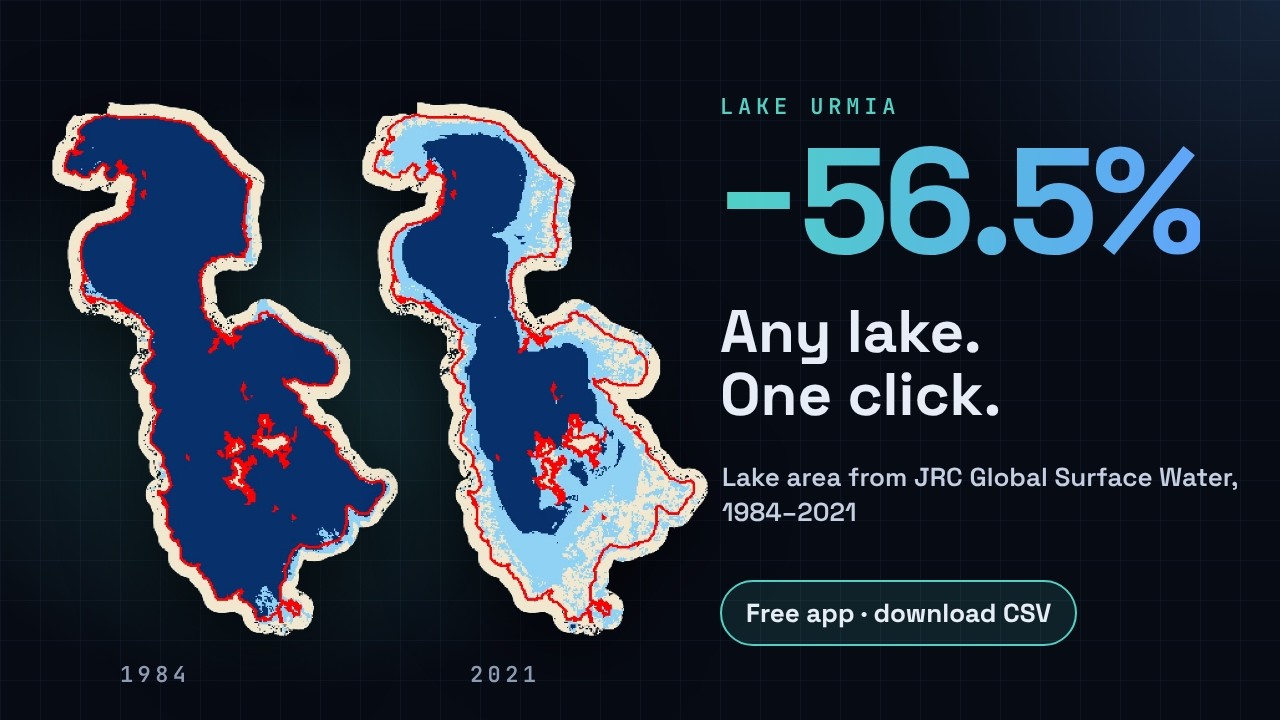 LAKE URMIA
−56.5%
Any lake.
One click.
Lake area from JRC Global Surface Water,
1984–2021
Free app · download CSV
1984
2021